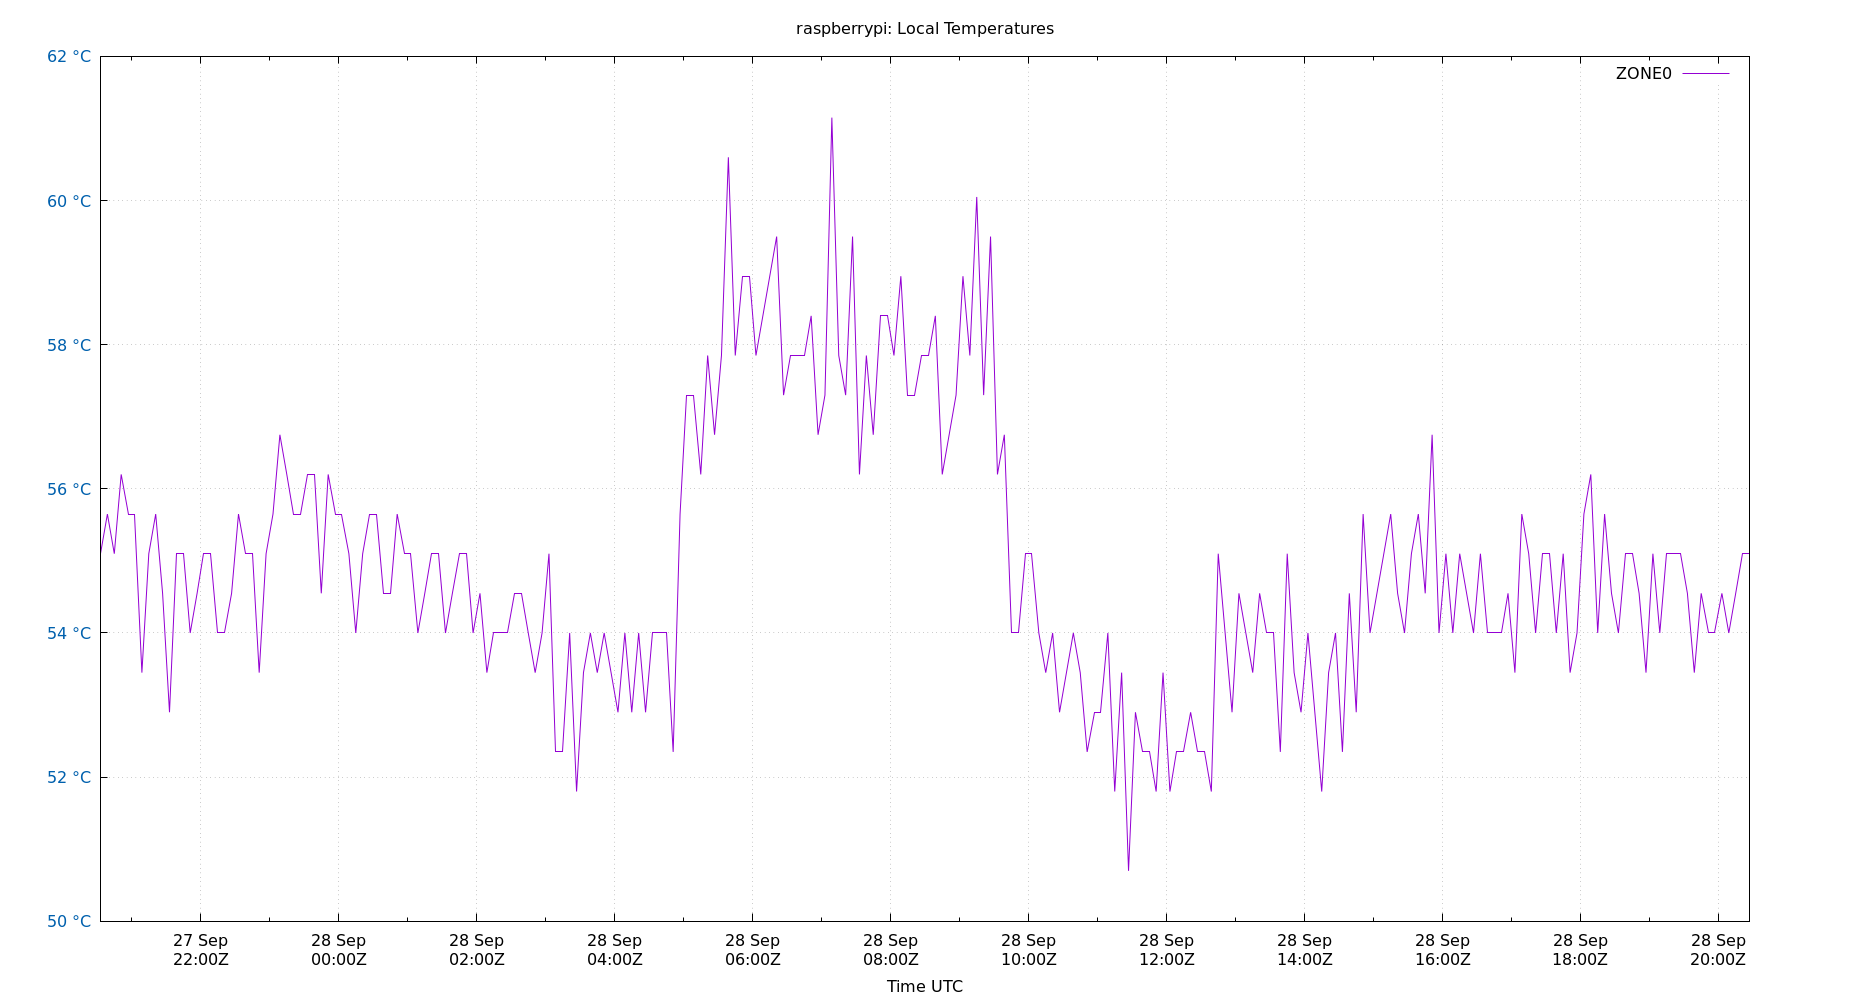 raspberrypi: Local Temperatures
ZONE0
62 °C
60 °C
58 °C
56 °C
54 °C
52 °C
50 °C
27 Sep 28 Sep 28 Sep 28 Sep 28 Sep 28 Sep 28 Sep 28 Sep 28 Sep 28 Sep 28 Sep 28 Sep
22:00Z 00:00Z 02:00Z 04:00Z 06:00Z 08:00Z 10:00Z 12:00Z 14:00Z 16:00Z 18:00Z 20:00Z
Time UTC